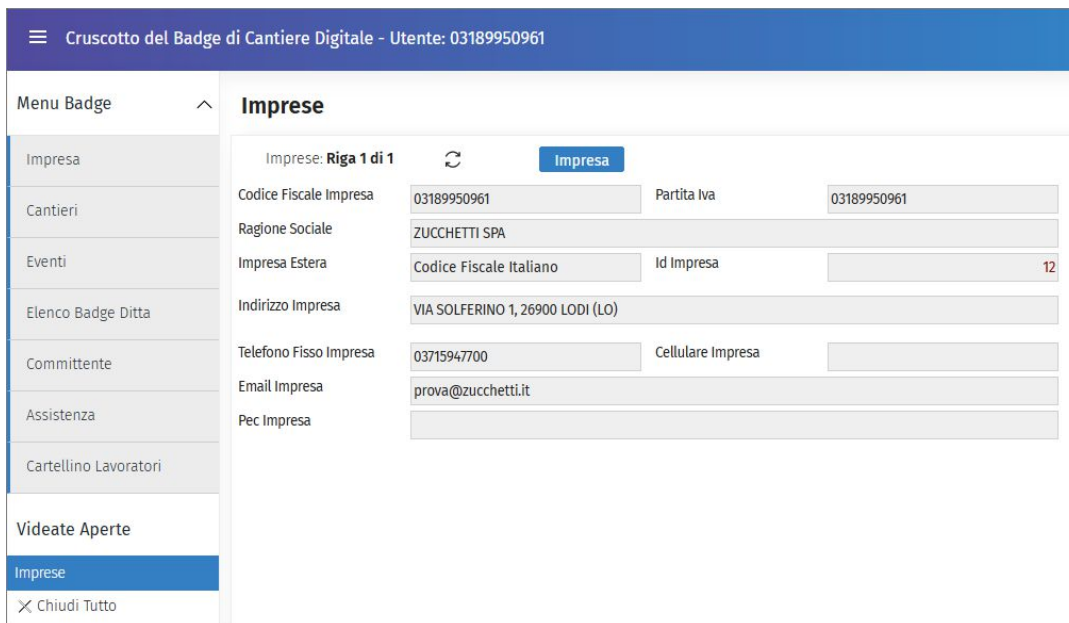 Cruscotto del Badge di Cantiere Digitale - Utente: 03189950961
Menu Badge
Impresa
Cantieri
Eventi
Elenco Badge Ditta
Committente
Assistenza
Cartellino Lavoratori
Videate Aperte
Imprese
Chiudi Tutto
Imprese
Imprese: Riga 1 di 1 Impresa
Codice Fiscale Impresa 03189950961 Partita Iva 03189950961
Ragione Sociale ZUCCHETTI SPA
Impresa Estera Codice Fiscale Italiano Id Impresa 12
Indirizzo Impresa VIA SOLFERINO 1, 26900 LODI (LO)
Telefono Fisso Impresa 03715947700 Cellulare Impresa
Email Impresa prova@zucchetti.it
Pec Impresa